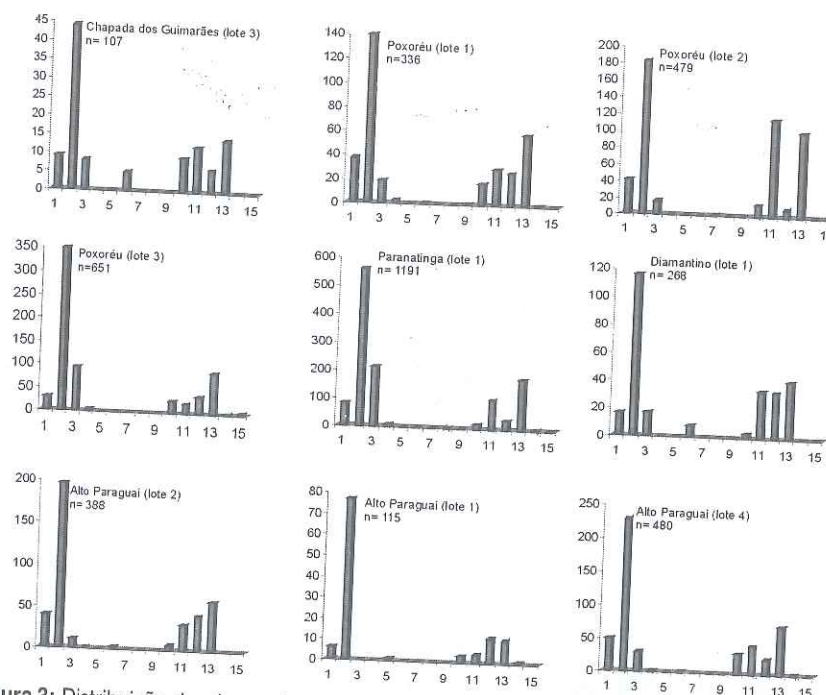 45
40
35
30
25
20
15
10
5
0
Chapada dos Guimarães (lote 3)
n= 107
1 3 5 7 9 11 13 15
140
120
100
80
60
40
20
0
Poxoréu (lote 1)
n=336
1 3 5 7 9 11 13 15
200
180
160
140
120
100
80
60
40
20
0
Poxoréu (lote 2)
n=479
1 3 5 7 9 11 13 1
350
300
250
200
150
100
50
0
Poxoréu (lote 3)
n=651
1 3 5 7 9 11 13 15
600
500
400
300
200
100
0
Paranatinga (lote 1)
n= 1191
1 3 5 7 9 11 13 15
120
100
80
60
40
20
0
Diamantino (lote 1)
n= 268
1 3 5 7 9 11 13 15
200
150
100
50
0
Alto Paraguai (lote 2)
n= 388
1 3 5 7 9 11 13 15
80
70
60
50
40
30
20
10
0
Alto Paraguai (lote 1)
n= 115
1 3 5 7 9 11 13 15
250
200
150
100
50
0
Alto Paraguai (lote 4)
n= 480
1 3 5 7 9 11 13 15
ura 3: Distribuição